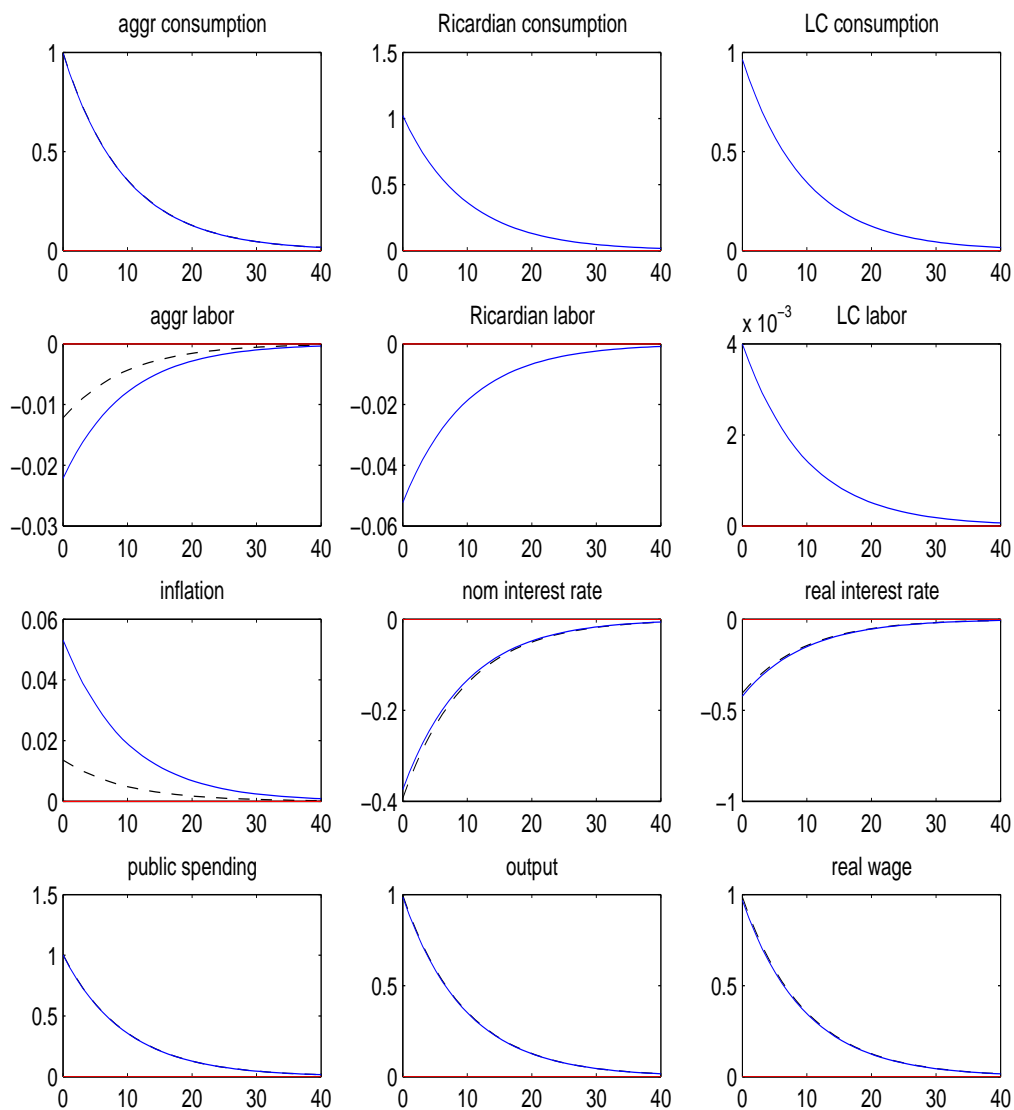 aggr consumption
Ricardian consumption
LC consumption
1
0.5
0
0 10 20 30 40
1.5
1
0.5
0
0 10 20 30 40
1
0.5
0
0 10 20 30 40
aggr labor
Ricardian labor
x 10⁻³ LC labor
0
−0.01
−0.02
−0.03
0 10 20 30 40
0
−0.02
−0.04
−0.06
0 10 20 30 40
4
2
0
0 10 20 30 40
inflation
nom interest rate
real interest rate
0.06
0.04
0.02
0
0 10 20 30 40
0
−0.2
−0.4
0 10 20 30 40
0
−0.5
−1
0 10 20 30 40
public spending
output
real wage
1.5
1
0.5
0
0 10 20 30 40
1
0.5
0
0 10 20 30 40
1
0.5
0
0 10 20 30 40